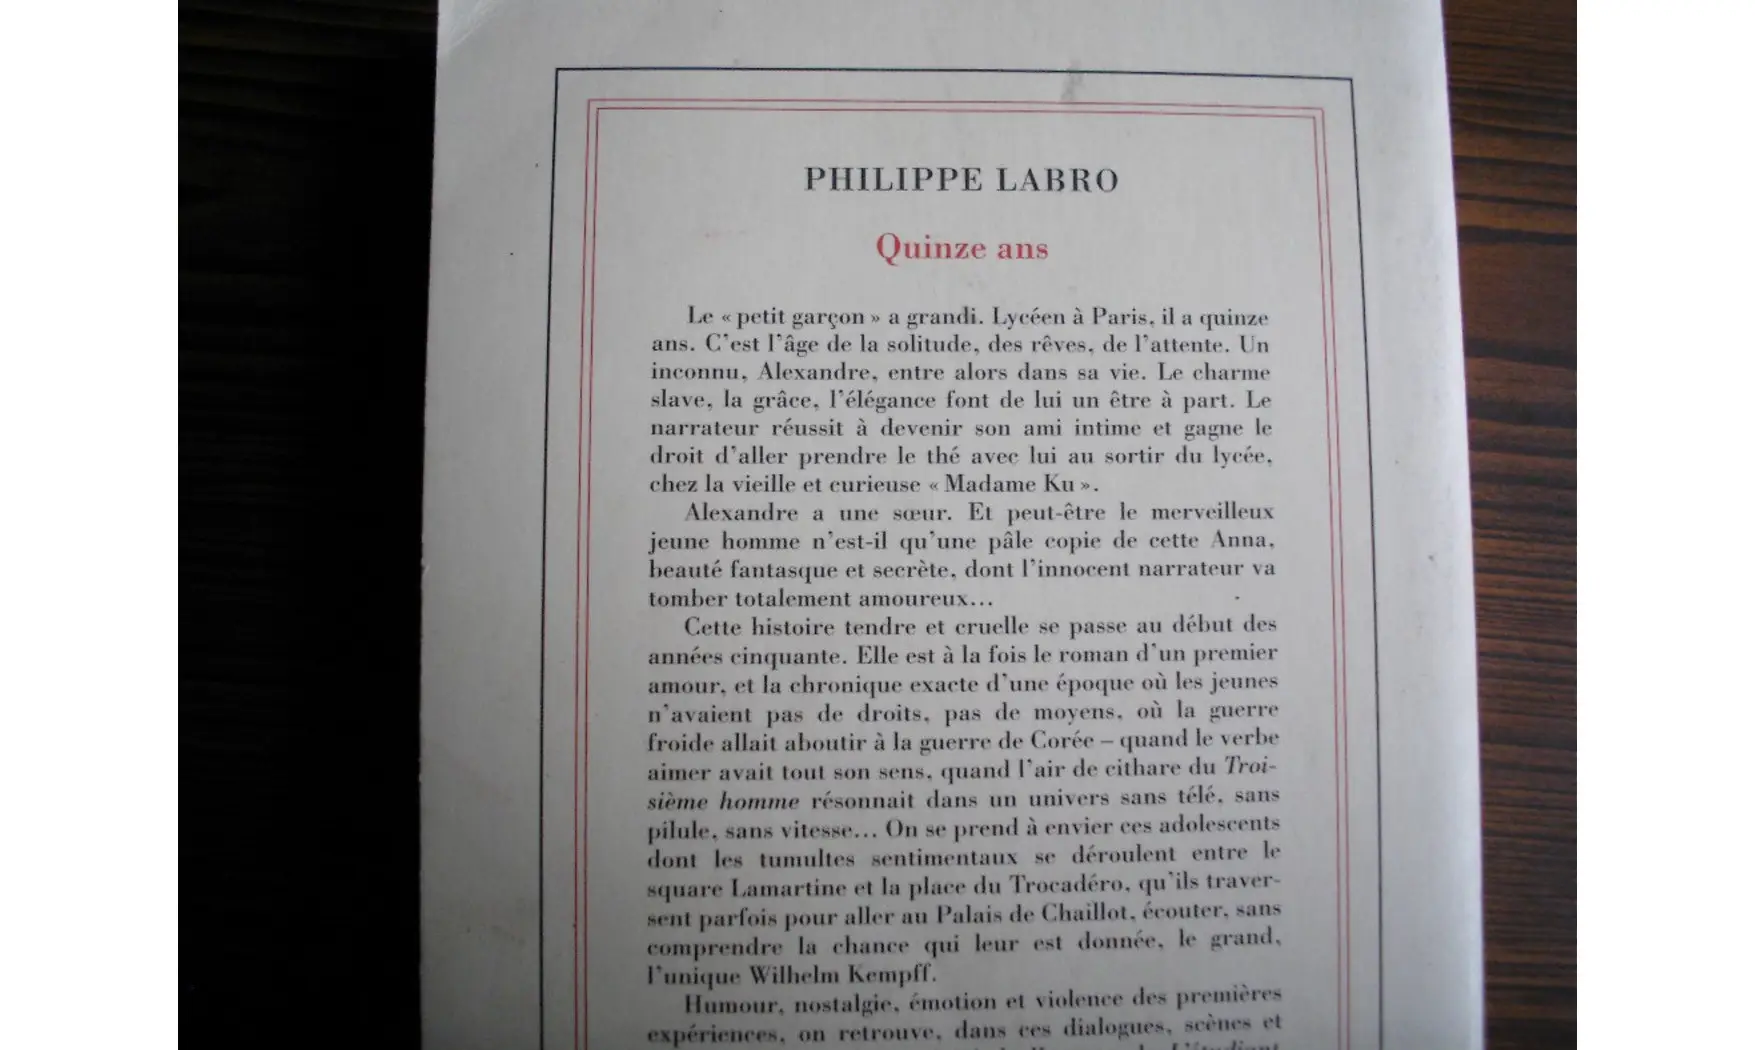 PHILIPPE LABRO
Quinze ans
Le « petit garçon » a grandi. Lycéen à Paris, il a quinze
ans. C'est l'âge de la solitude, des rêves, de l'attente. Un
inconnu, Alexandre, entre alors dans sa vie. Le charme
slave, la grâce, l'élégance font de lui un être à part. Le
narrateur réussit à devenir son ami intime et gagne le
droit d'aller prendre le thé avec lui au sortir du lycée,
chez la vieille et curieuse « Madame Ku ».
Alexandre a une sœur. Et peut-être le merveilleux
jeune homme n'est-il qu'une pâle copie de cette Anna,
beauté fantasque et secrète, dont l'innocent narrateur va
tomber totalement amoureux...
Cette histoire tendre et cruelle se passe au début des
années cinquante. Elle est à la fois le roman d'un premier
amour, et la chronique exacte d'une époque où les jeunes
n'avaient pas de droits, pas de moyens, où la guerre
froide allait aboutir à la guerre de Corée – quand le verbe
aimer avait tout son sens, quand l'air de cithare du Troi-
sième homme résonnait dans un univers sans télé, sans
pilule, sans vitesse... On se prend à envier ces adolescents
dont les tumultes sentimentaux se déroulent entre le
square Lamartine et la place du Trocadéro, qu'ils traver-
sent parfois pour aller au Palais de Chaillot, écouter, sans
comprendre la chance qui leur est donnée, le grand,
l'unique Wilhelm Kempff.
Humour, nostalgie, émotion et violence des premières
expériences, on retrouve, dans ces dialogues, scènes et
L'étudiant